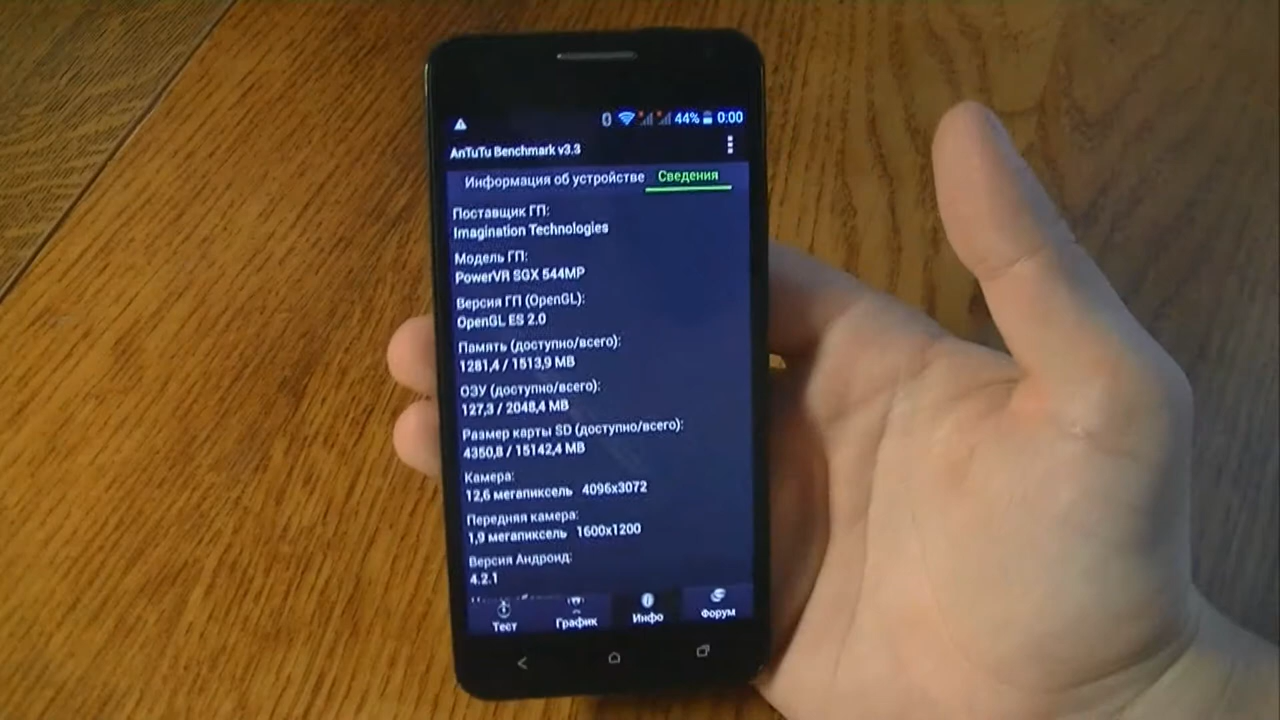 44% 0:00
AnTuTu Benchmark v3.3
Информация об устройстве Сведения
Поставщик ГП:
Imagination Technologies
Модель ГП:
PowerVR SGX 544MP
Версия ГП (OpenGL):
OpenGL ES 2.0
Память (доступно/всего):
1281,4 / 1513,9 MB
ОЗУ (доступно/всего):
127,3 / 2048,4 MB
Размер карты SD (доступно/всего):
4350,8 / 15142,4 MB
Камера:
12,6 мегапиксель 4096x3072
Передняя камера:
1,9 мегапиксель 1600x1200
Версия Андроид:
4.2.1
Тест График Инфо Форум